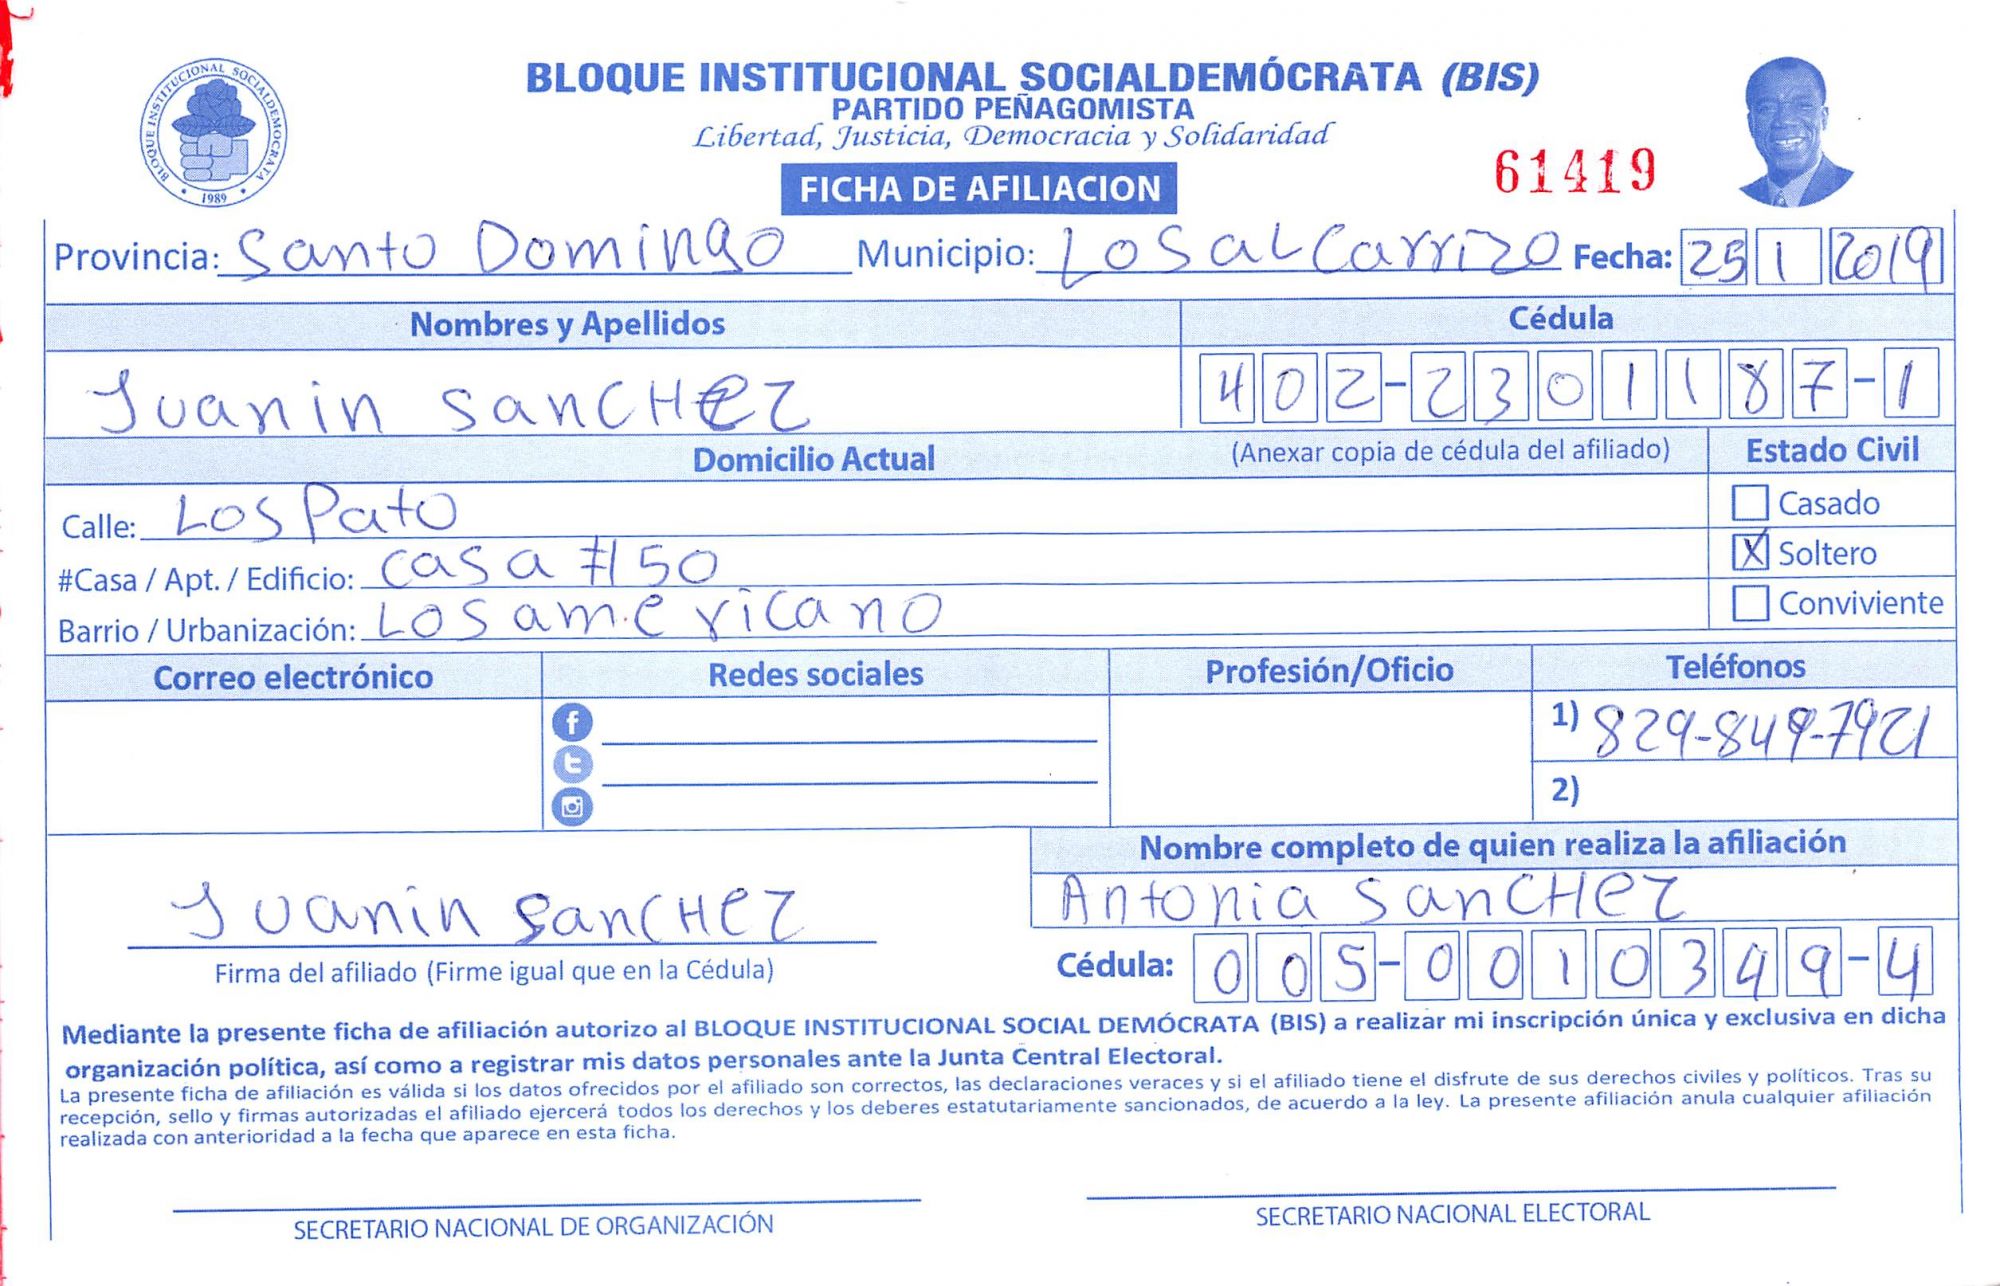 BLOQUE INSTITUCIONAL SOCIALDEMOCRATA
1989
BLOQUE INSTITUCIONAL SOCIALDEMÓCRATA (BIS)
PARTIDO PEÑAGOMISTA
Libertad, Justicia, Democracia y Solidaridad
FICHA DE AFILIACION
61419
Provincia: Santo Domingo Municipio: Los alcarrizo Fecha: 25 1 2019
Nombres y Apellidos Cédula
Juanin SanCHez 402-2301187-1
Domicilio Actual (Anexar copia de cédula del afiliado) Estado Civil
Calle: Los Pato
Casado
#Casa / Apt. / Edificio: casa #50
X Soltero
Barrio / Urbanización: Los americano
Conviviente
Correo electrónico Redes sociales Profesión/Oficio Teléfonos
1) 829-849-7921
2)
Nombre completo de quien realiza la afiliación
Antonia SanCHez
Juanin SanCHez
Firma del afiliado (Firme igual que en la Cédula)
Cédula: 005-0010349-4
Mediante la presente ficha de afiliación autorizo al BLOQUE INSTITUCIONAL SOCIAL DEMÓCRATA (BIS) a realizar mi inscripción única y exclusiva en dicha
organización política, así como a registrar mis datos personales ante la Junta Central Electoral.
La presente ficha de afiliación es válida si los datos ofrecidos por el afiliado son correctos, las declaraciones veraces y si el afiliado tiene el disfrute de sus derechos civiles y políticos. Tras su
recepción, sello y firmas autorizadas el afiliado ejercerá todos los derechos y los deberes estatutariamente sancionados, de acuerdo a la ley. La presente afiliación anula cualquier afiliación
realizada con anterioridad a la fecha que aparece en esta ficha.
SECRETARIO NACIONAL DE ORGANIZACIÓN
SECRETARIO NACIONAL ELECTORAL